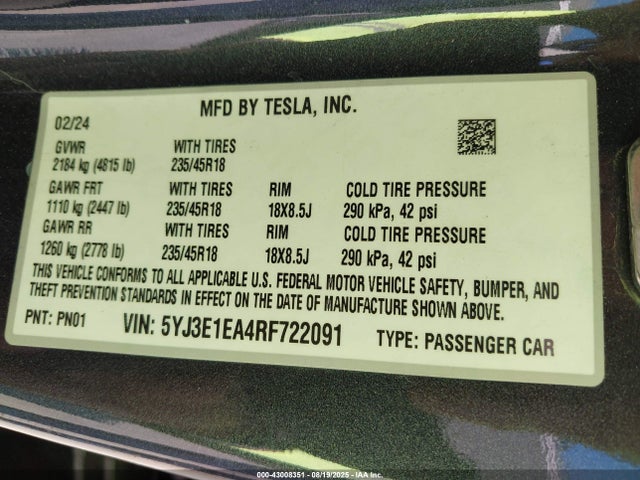 MFD BY TESLA, INC.
02/24
GVWR WITH TIRES
2184 kg (4815 lb) 235/45R18
GAWR FRT WITH TIRES RIM COLD TIRE PRESSURE
1110 kg (2447 lb) 235/45R18 18X8.5J 290 kPa, 42 psi
GAWR RR WITH TIRES RIM COLD TIRE PRESSURE
1260 kg (2778 lb) 235/45R18 18X8.5J 290 kPa, 42 psi
THIS VEHICLE CONFORMS TO ALL APPLICABLE U.S. FEDERAL MOTOR VEHICLE SAFETY, BUMPER, AND
THEFT PREVENTION STANDARDS IN EFFECT ON THE DATE OF MANUFACTURE SHOWN ABOVE.
PNT: PN01 VIN: 5YJ3E1EA4RF722091 TYPE: PASSENGER CAR
000-43008351 - 08/19/2025 - Copyright IAAI.com